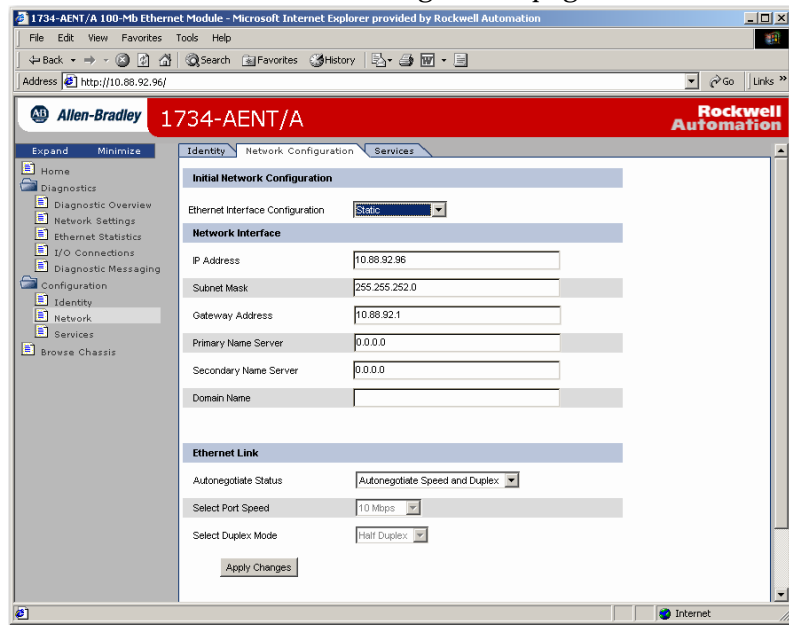 1734-AENT/A 100-Mb Ethernet Module - Microsoft Internet Explorer provided by Rockwell Automation
File Edit View Favorites Tools Help
Back Search Favorites History
Address http://10.88.92.96/ Go Links »
AB Allen-Bradley 1734-AENT/A Rockwell Automation
Expand Minimize
Home
Diagnostics
Diagnostic Overview
Network Settings
Ethernet Statistics
I/O Connections
Diagnostic Messaging
Configuration
Identity
Network
Services
Browse Chassis
Identity Network Configuration Services
Initial Network Configuration
Ethernet Interface Configuration Static
Network Interface
IP Address 10.88.92.96
Subnet Mask 255.255.252.0
Gateway Address 10.88.92.1
Primary Name Server 0.0.0.0
Secondary Name Server 0.0.0.0
Domain Name
Ethernet Link
Autonegotiate Status Autonegotiate Speed and Duplex
Select Port Speed 10 Mbps
Select Duplex Mode Half Duplex
Apply Changes
Internet